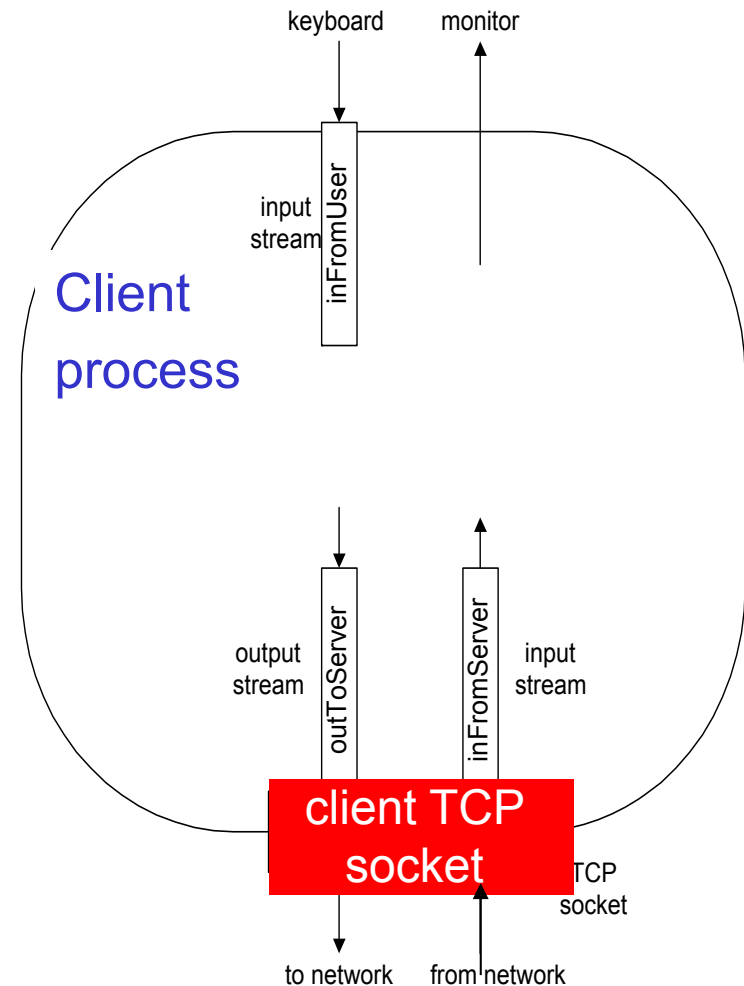 keyboard
monitor
input
stream
inFromUser
Client
process
output
stream
outToServer
inFromServer
input
stream
client TCP
socket
TCP
socket
to network
from network